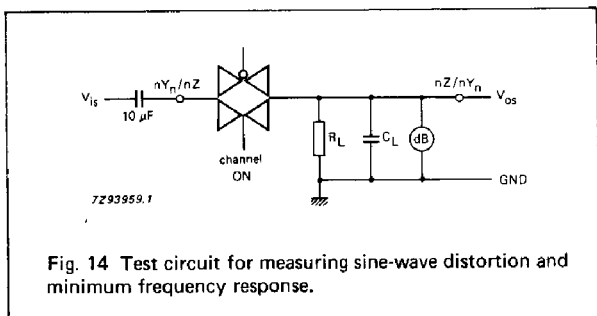 nYn/nZ
nZ/nYn
Vis
10 µF
Vos
RL
CL
dB
channel
ON
GND
7Z93959.1
Fig. 14 Test circuit for measuring sine-wave distortion and
minimum frequency response.